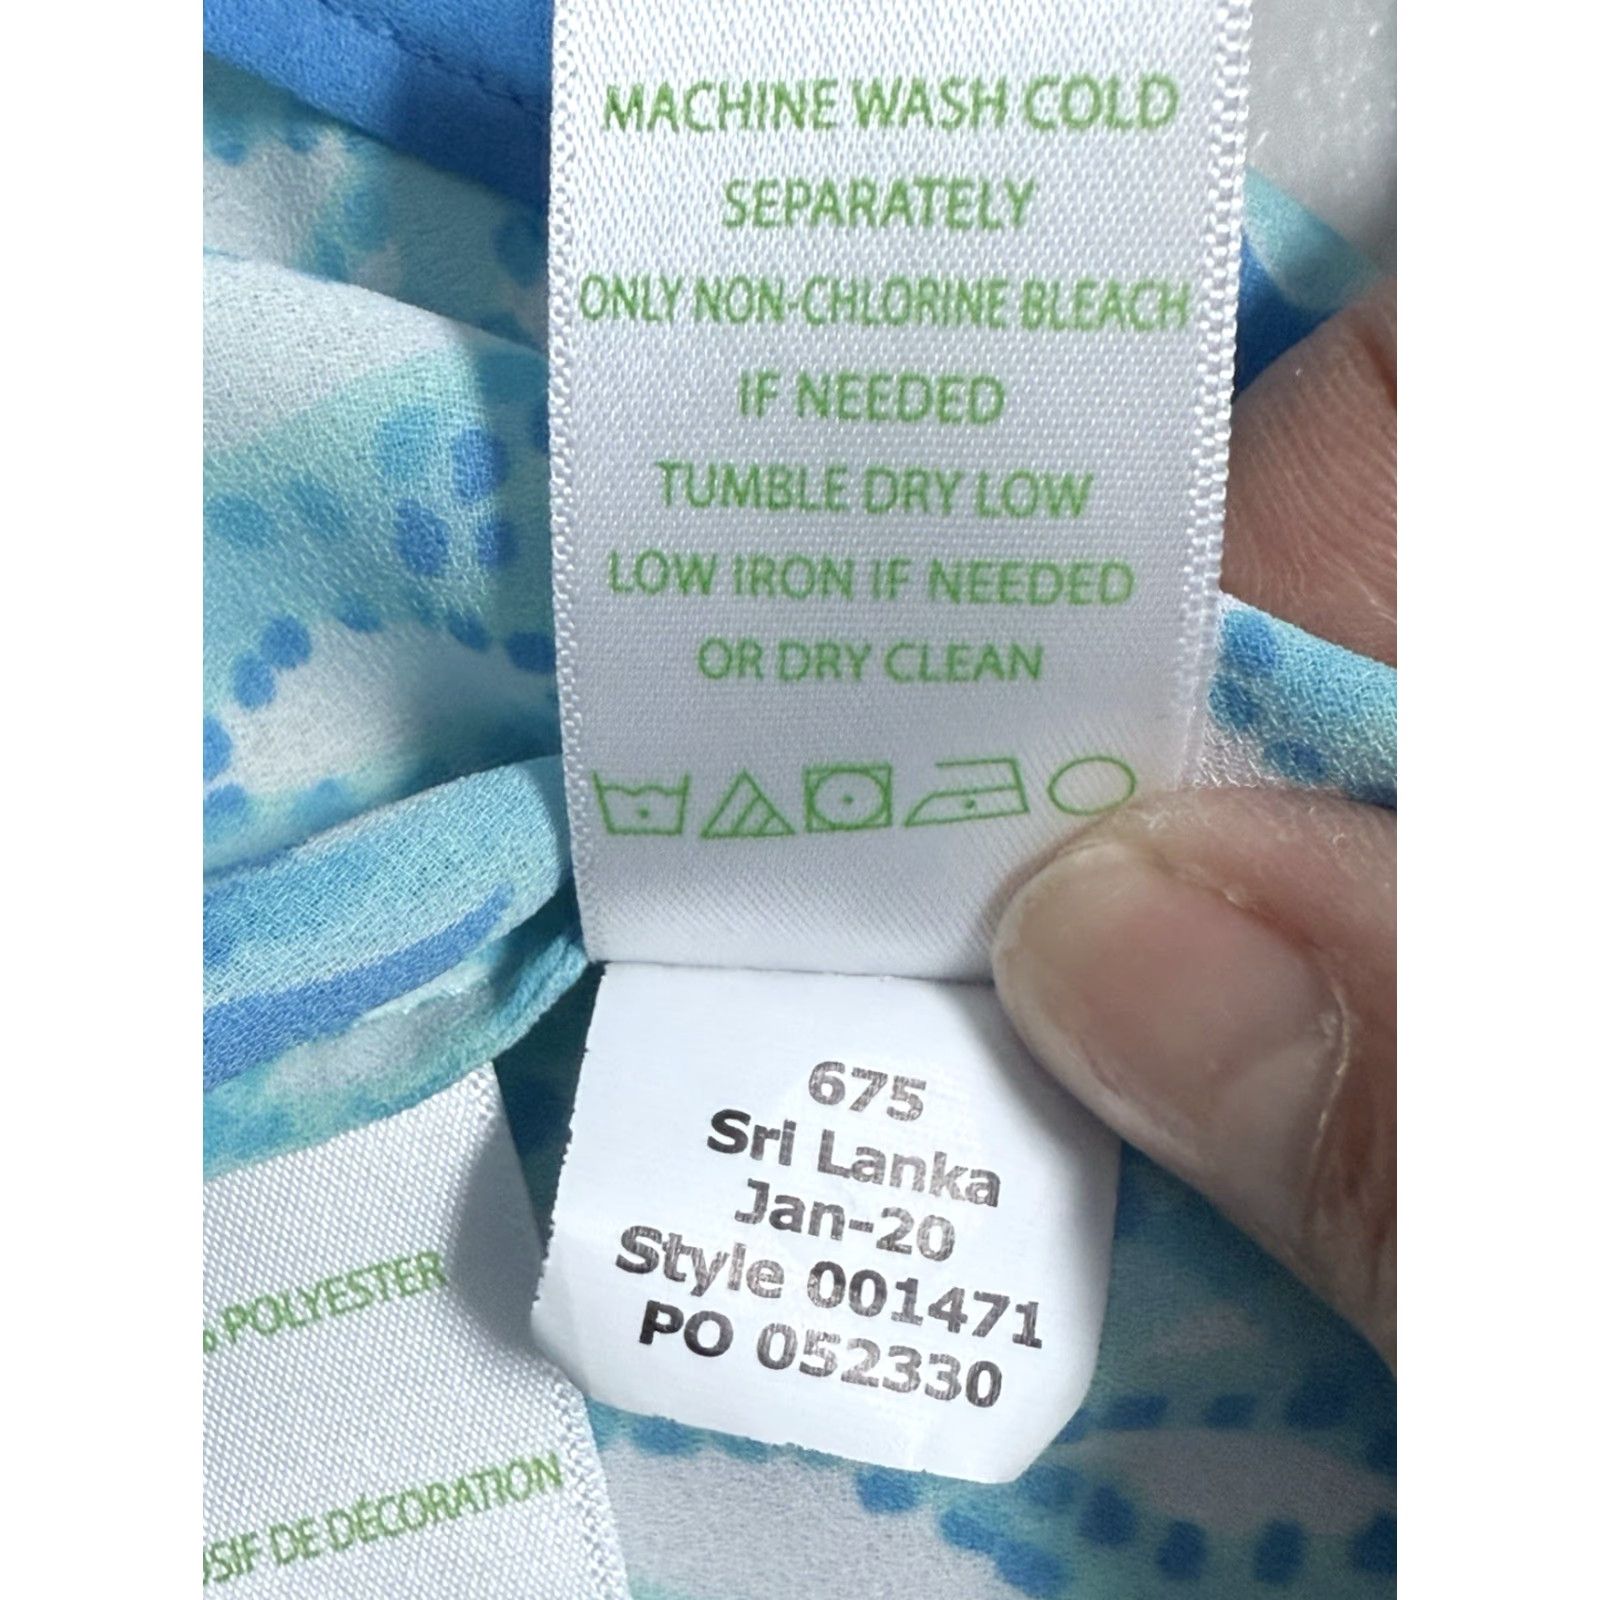 MACHINE WASH COLD
SEPARATELY
ONLY NON-CHLORINE BLEACH
IF NEEDED
TUMBLE DRY LOW
LOW IRON IF NEEDED
OR DRY CLEAN
675
Sri Lanka
Jan-20
Style 001471
PO 052330
POLYESTER
DE DÉCORATION